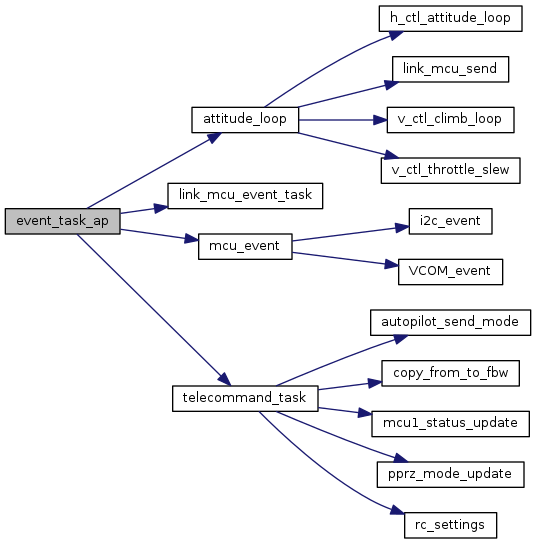 h_ctl_attitude_loop
link_mcu_send
attitude_loop
v_ctl_climb_loop
v_ctl_throttle_slew
link_mcu_event_task
event_task_ap
i2c_event
mcu_event
VCOM_event
autopilot_send_mode
copy_from_to_fbw
telecommand_task
mcu1_status_update
pprz_mode_update
rc_settings